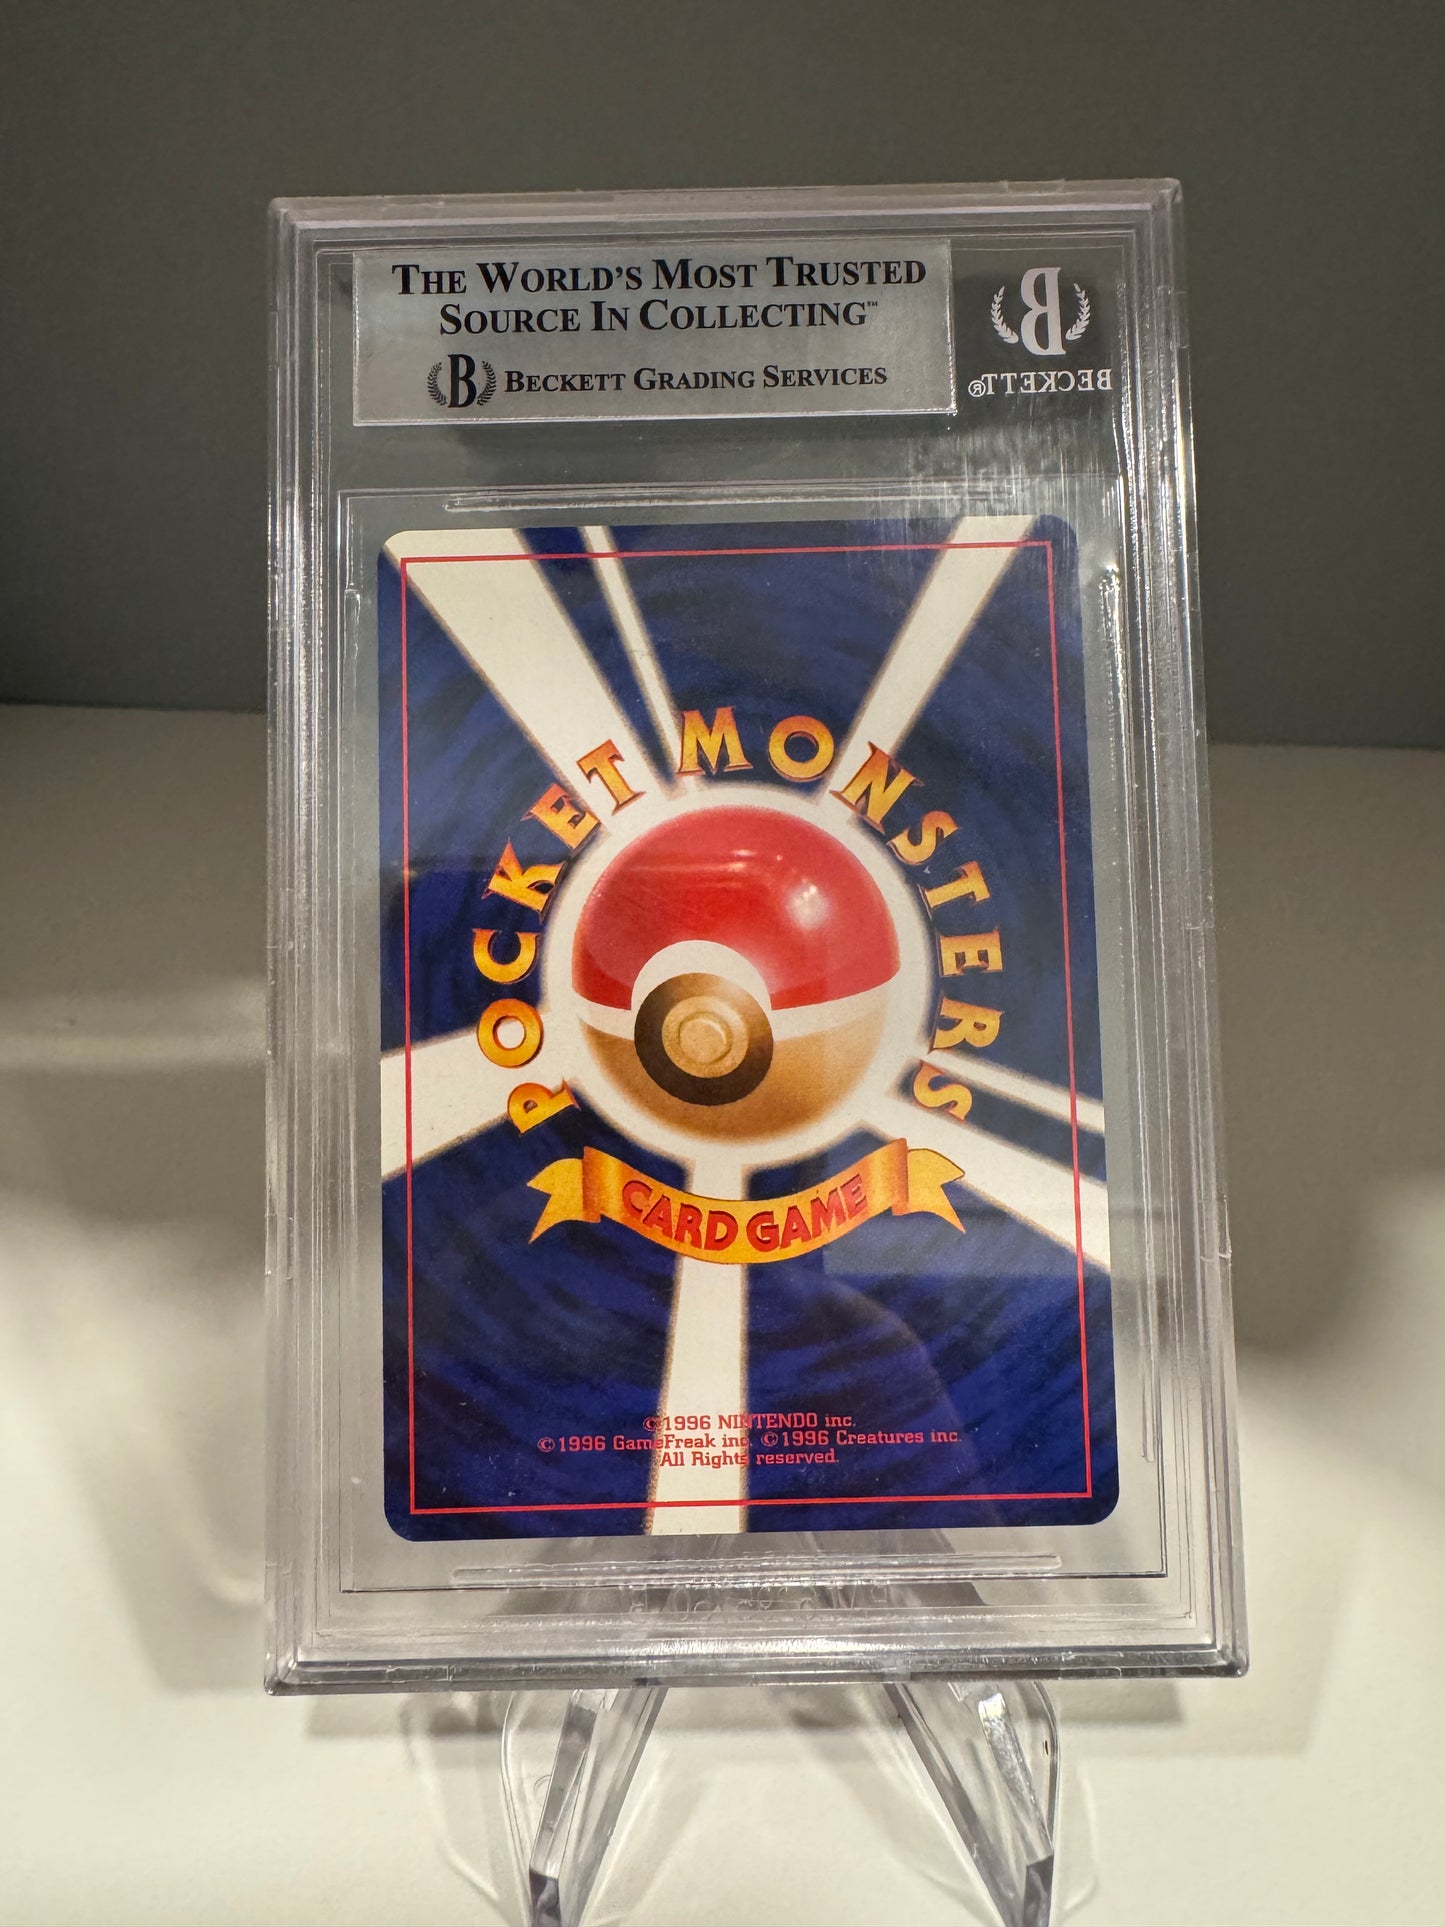 THE WORLD'S MOST TRUSTED
SOURCE IN COLLECTING™
B BECKETT GRADING SERVICES
B
BECKETT®
POCKET MONSTERS
CARD GAME
©1996 NINTENDO inc.
©1996 GameFreak inc. ©1996 Creatures inc.
All Rights reserved.